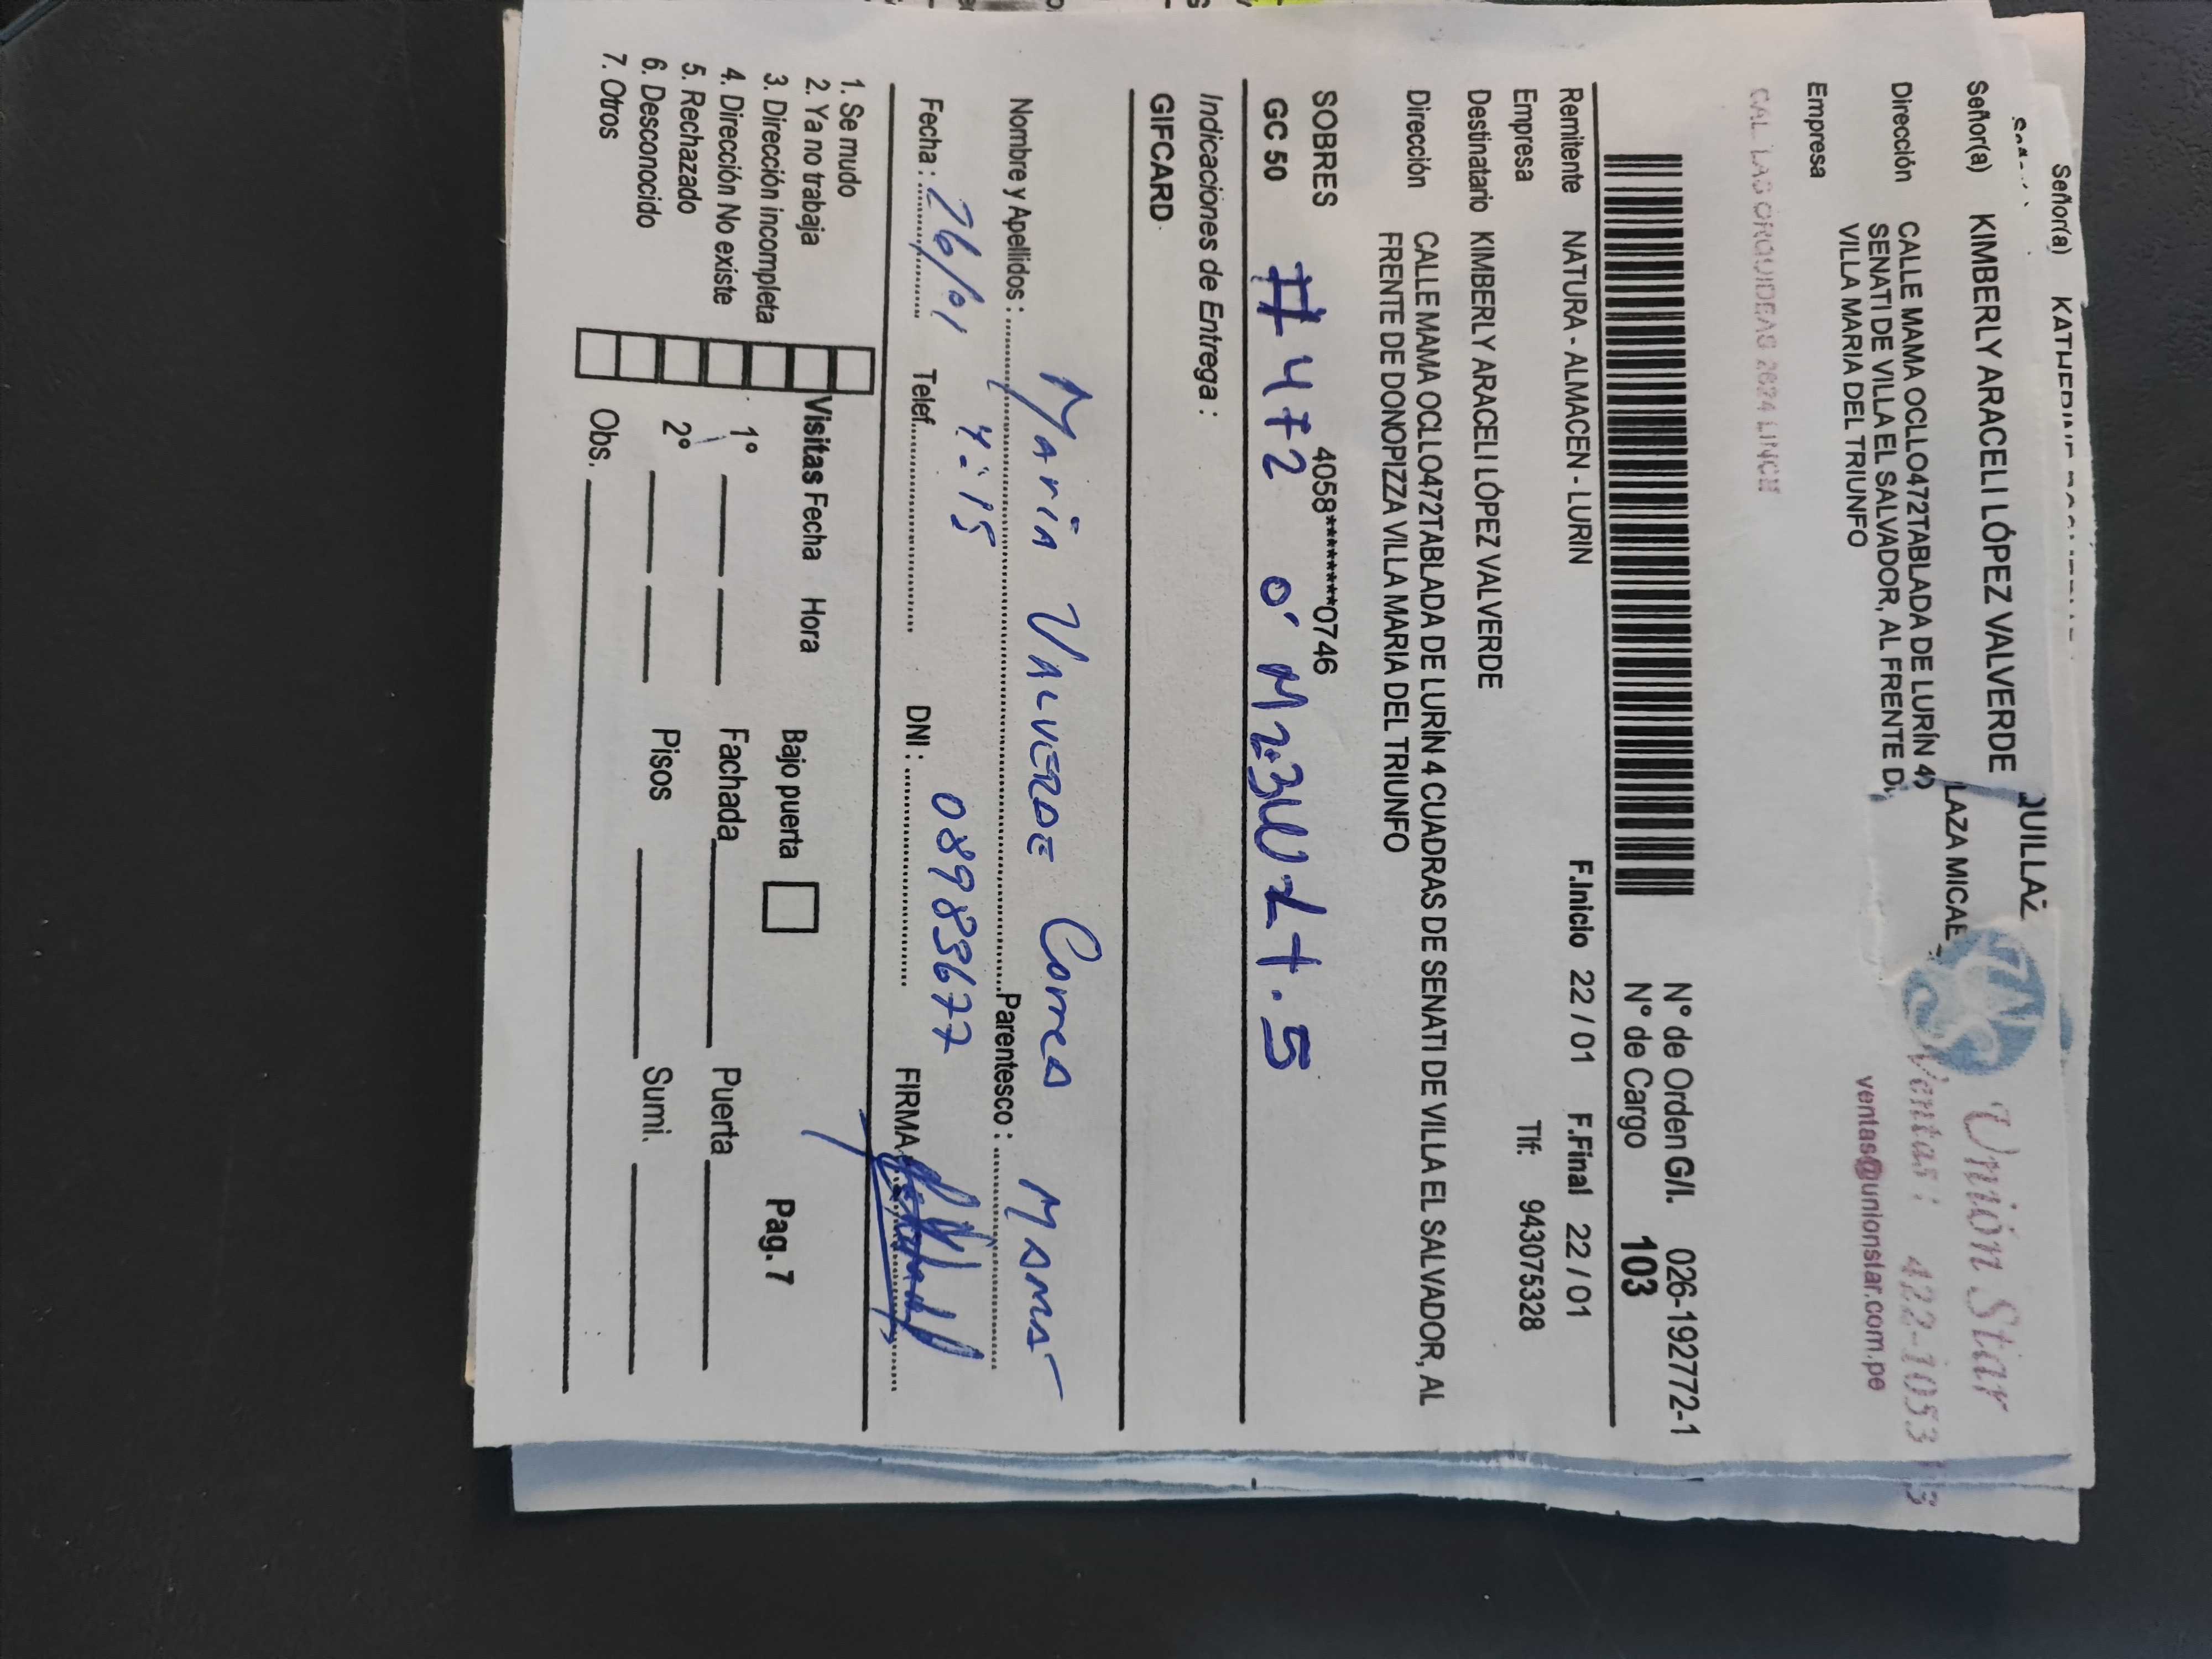 Señor(a) KATHERINE
QUILLAZ
Señor(a) KIMBERLY ARACELI LÓPEZ VALVERDE
LAZA MICAE
Unión Star
Dirección CALLE MAMA OCLLO472TABLADA DE LURÍN 4
SENATI DE VILLA EL SALVADOR, AL FRENTE D
VILLA MARIA DEL TRIUNFO
Ventas: 422-1053
ventas@unionstar.com.pe
Empresa
CAL. LAS ORQUIDEAS 2624 LINCE
N° de Orden G/I. 026-192772-1
N° de Cargo 103
Remitente NATURA - ALMACEN - LURIN F.Inicio 22 / 01 F.Final 22 / 01
Empresa Tlf: 943075328
Destinatario KIMBERLY ARACELI LÓPEZ VALVERDE
Dirección CALLE MAMA OCLLO472TABLADA DE LURÍN 4 CUADRAS DE SENATI DE VILLA EL SALVADOR, AL
FRENTE DE DONOPIZZA VILLA MARIA DEL TRIUNFO
SOBRES 4058********0746
GC 50 # 472
Indicaciones de Entrega :
GIFCARD
Nombre y Apellidos : Maria Valverde Correa Parentesco : Mama
Fecha : 26/01 4:15 Telef. DNI : 08983677 FIRMA :
1. Se mudo
2. Ya no trabaja Visitas Fecha Hora Bajo puerta Pag. 7
3. Dirección incompleta
4. Dirección No existe 1° Fachada Puerta
5. Rechazado 2° Pisos Sumi.
6. Desconocido
7. Otros Obs.